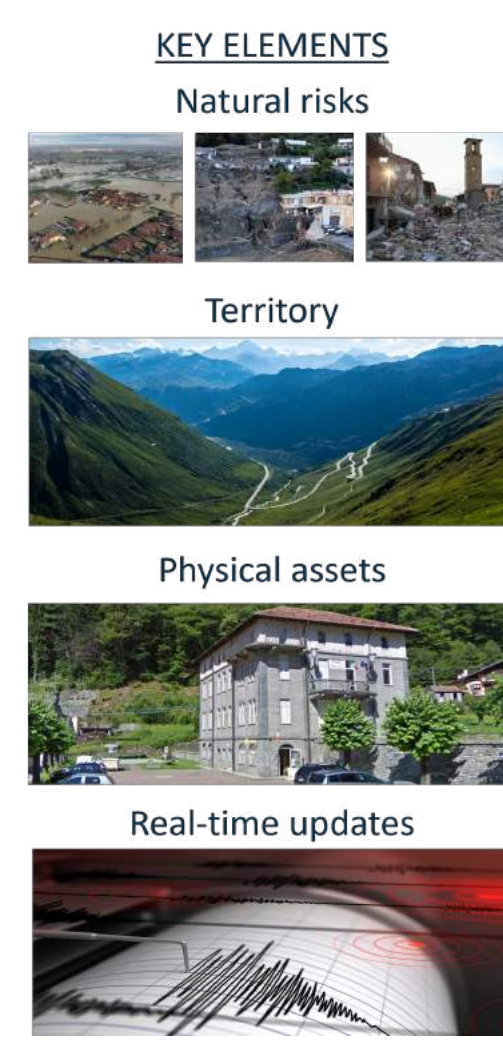 KEY ELEMENTS
Natural risks
Territory
Physical assets
Real-time updates